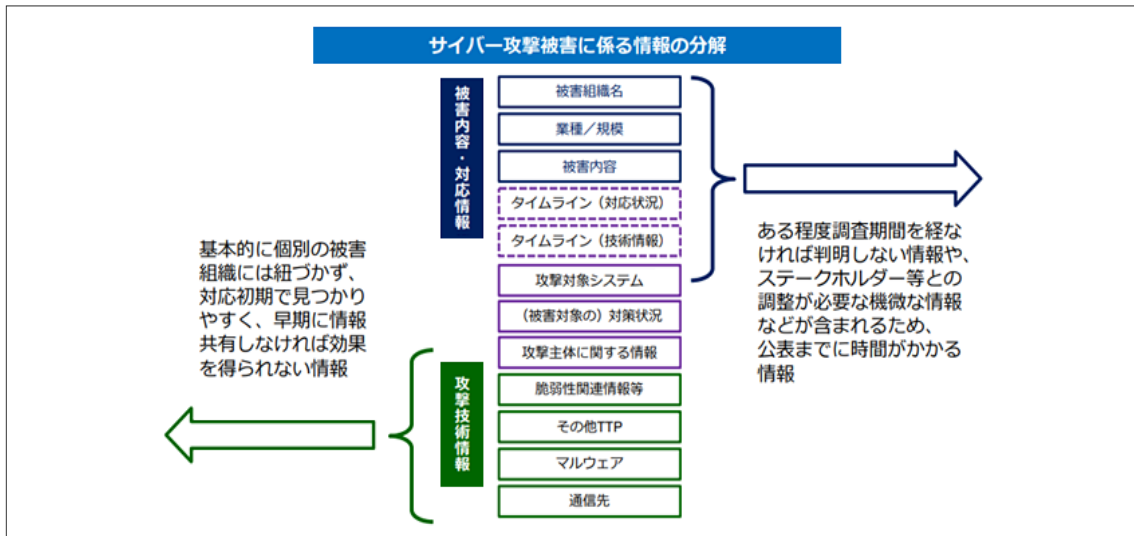 サイバー攻撃被害に係る情報の分解
被害内容・対応情報
被害組織名
業種／規模
被害内容
タイムライン（対応状況）
タイムライン（技術情報）
攻撃対象システム
（被害対象の）対策状況
攻撃主体に関する情報
攻撃技術情報
脆弱性関連情報等
その他TTP
マルウェア
通信先
基本的に個別の被害
組織には紐づかず、
対応初期で見つかり
やすく、早期に情報
共有しなければ効果
を得られない情報
ある程度調査期間を経な
ければ判明しない情報や、
ステークホルダー等との
調整が必要な機微な情報
などが含まれるため、
公表までに時間がかかる
情報